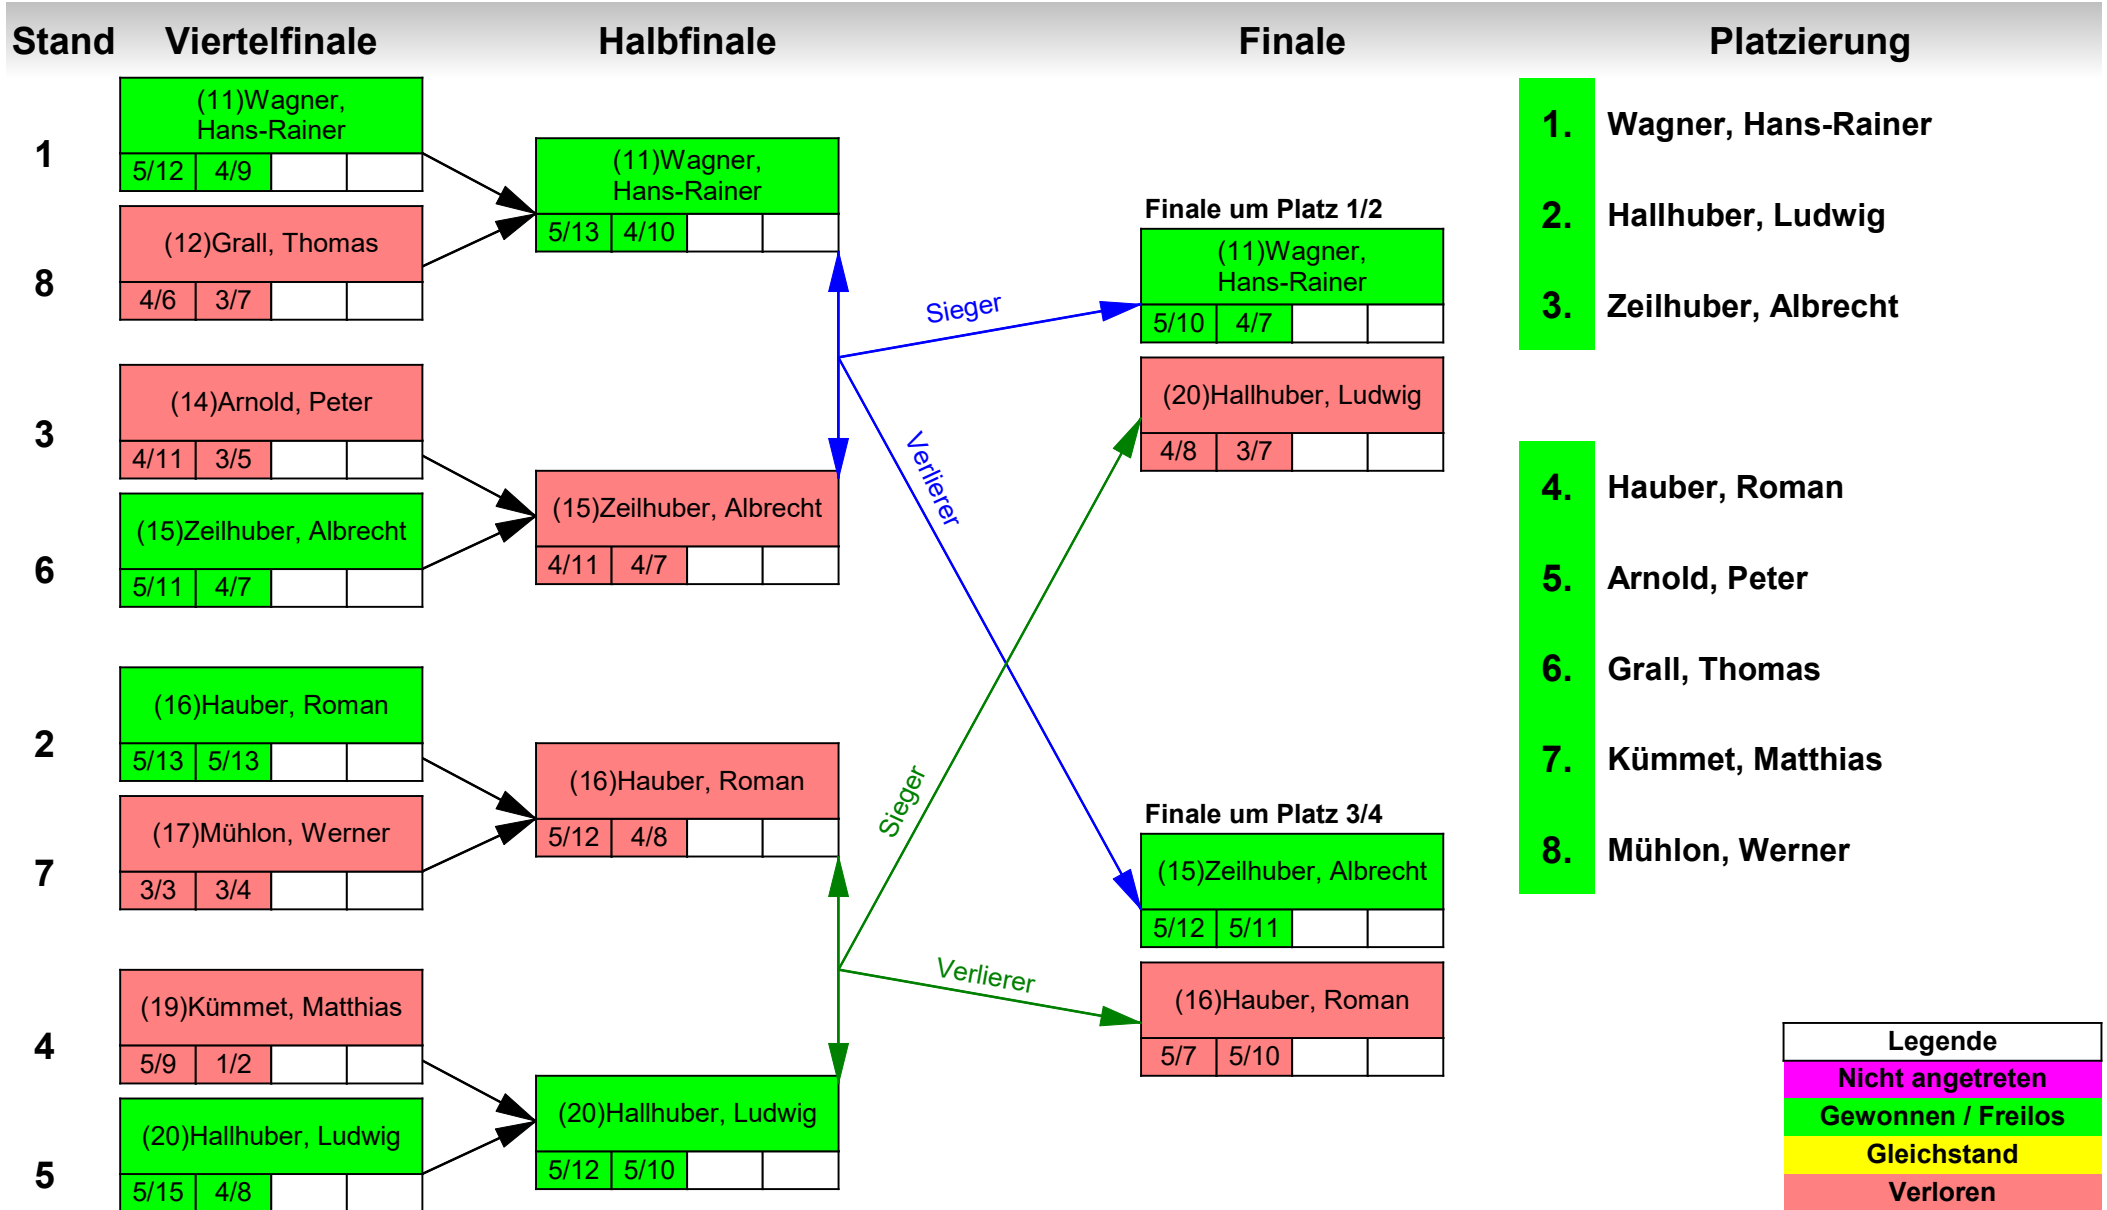 Stand Viertelfinale Halbfinale Finale Platzierung
1
(11)Wagner,
Hans-Rainer
5/12 4/9
8
(12)Grall, Thomas
4/6 3/7
3
(14)Arnold, Peter
4/11 3/5
6
(15)Zeilhuber, Albrecht
5/11 4/7
2
(16)Hauber, Roman
5/13 5/13
7
(17)Mühlon, Werner
3/3 3/4
4
(19)Kümmet, Matthias
5/9 1/2
5
(20)Hallhuber, Ludwig
5/15 4/8
(11)Wagner,
Hans-Rainer
5/13 4/10
(15)Zeilhuber, Albrecht
4/11 4/7
(16)Hauber, Roman
5/12 4/8
(20)Hallhuber, Ludwig
5/12 5/10
Sieger
Verlierer
Sieger
Verlierer
Finale um Platz 1/2
(11)Wagner,
Hans-Rainer
5/10 4/7
(20)Hallhuber, Ludwig
4/8 3/7
Finale um Platz 3/4
(15)Zeilhuber, Albrecht
5/12 5/11
(16)Hauber, Roman
5/7 5/10
1. Wagner, Hans-Rainer
2. Hallhuber, Ludwig
3. Zeilhuber, Albrecht
4. Hauber, Roman
5. Arnold, Peter
6. Grall, Thomas
7. Kümmet, Matthias
8. Mühlon, Werner
Legende
Nicht angetreten
Gewonnen / Freilos
Gleichstand
Verloren